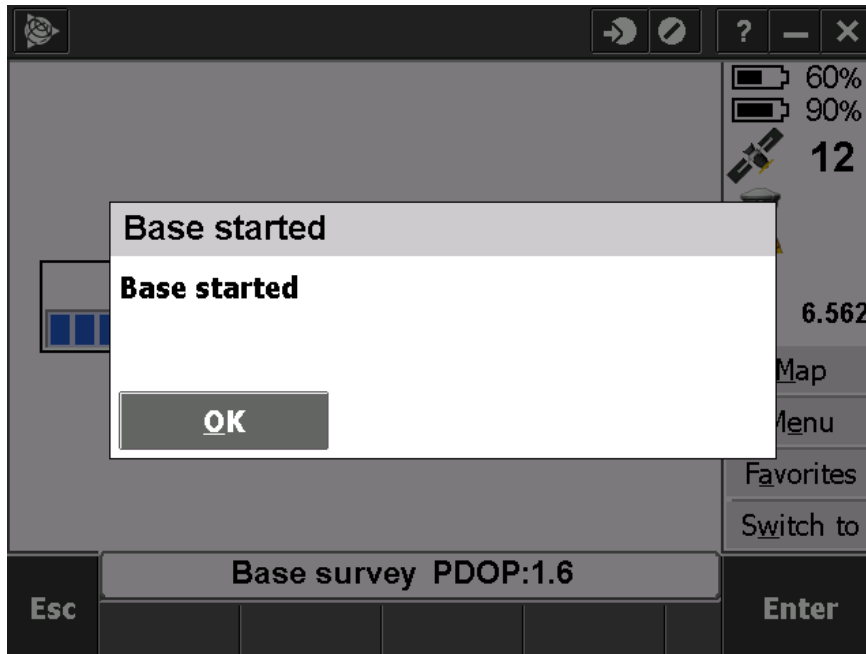 ?
60%
90%
12
Base started
Base started
6.562
OK
Map
Menu
Favorites
Switch to
Base survey PDOP:1.6
Esc
Enter